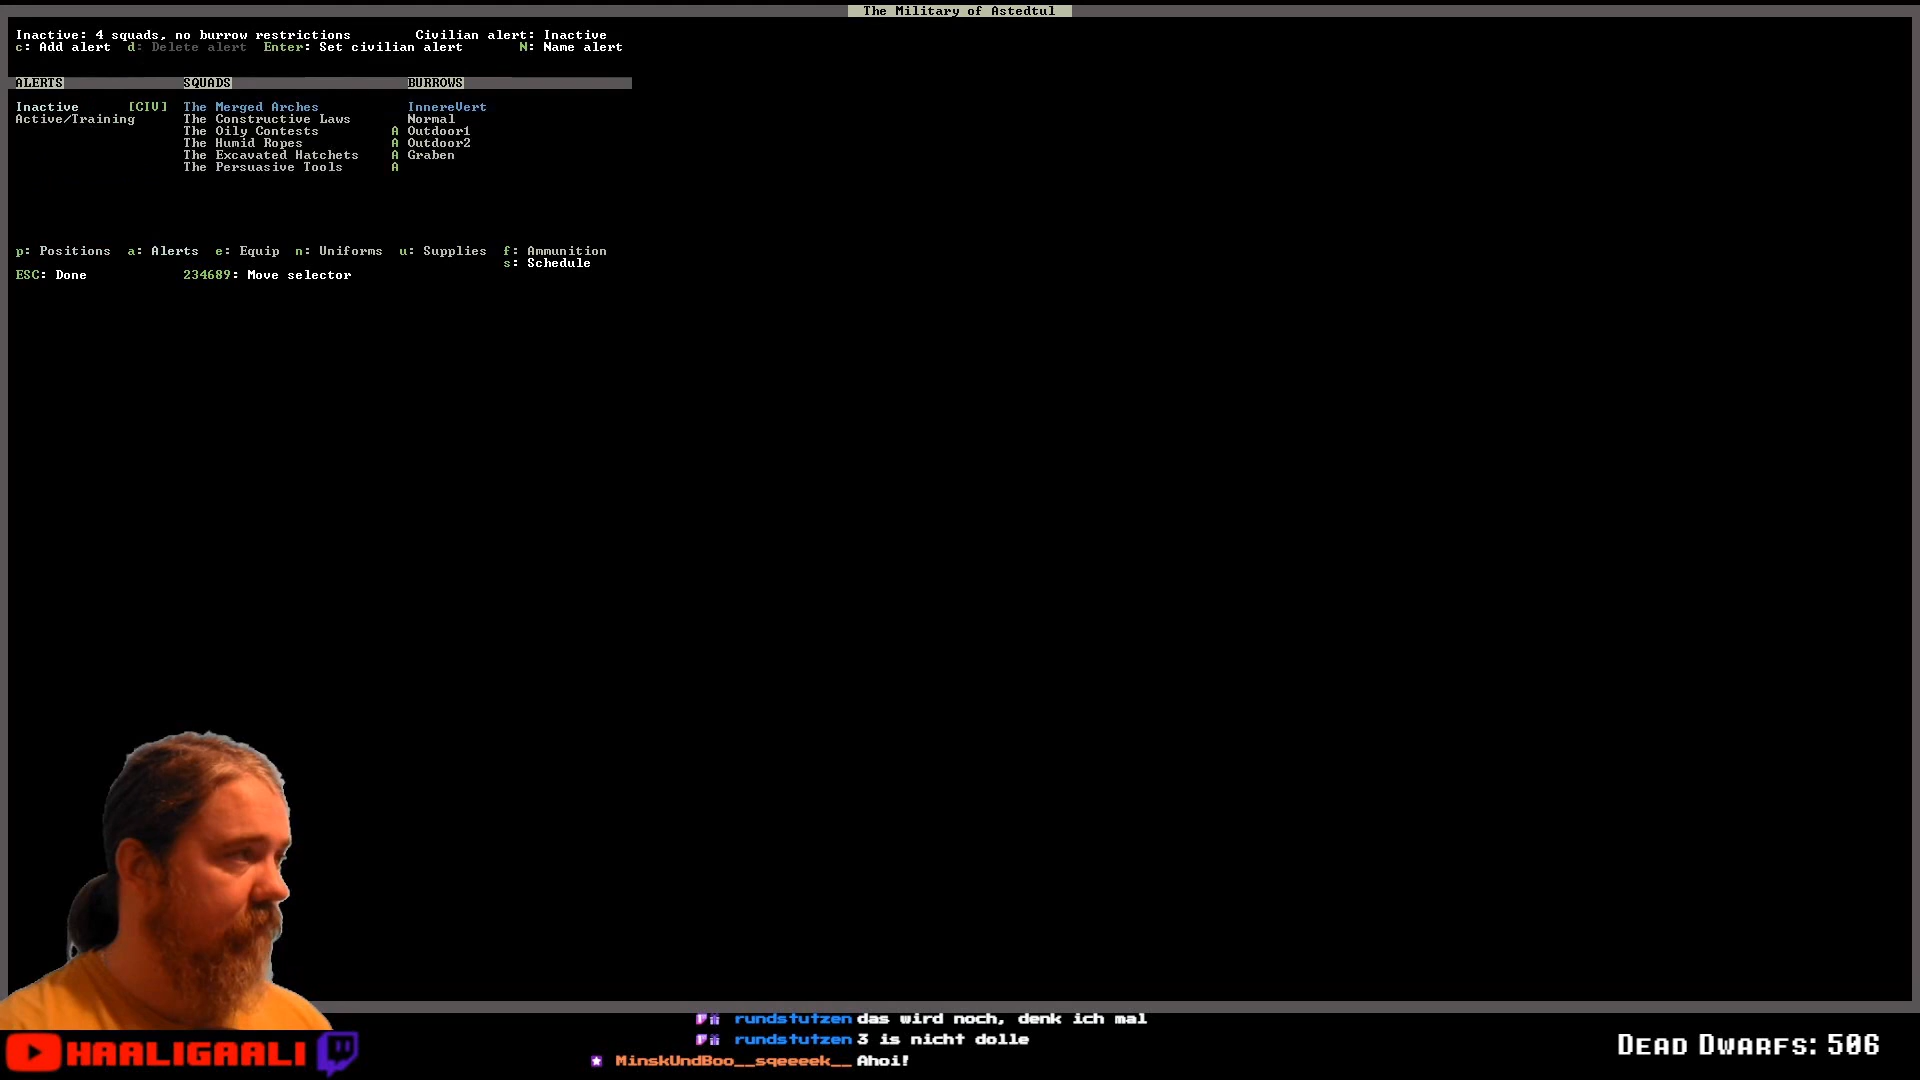 The Military of Astedtul
Inactive: 4 squads, no burrow restrictions Civilian alert: Inactive
c: Add alert d: Delete alert Enter: Set civilian alert N: Name alert
ALERTS SQUADS BURROWS
Inactive [CIV] The Merged Arches InnereVert
Active/Training The Constructive Laws Normal
The Oily Contests A Outdoor1
The Humid Ropes A Outdoor2
The Excavated Hatchets A Graben
The Persuasive Tools A
p: Positions a: Alerts e: Equip n: Uniforms u: Supplies f: Ammunition
s: Schedule
ESC: Done 234689: Move selector
rundstutzen das wird noch, denk ich mal
rundstutzen 3 is nicht dolle
MinskUndBoo__sqeeeek__ Ahoi!
HAALIGAALI
Dead Dwarfs: 506